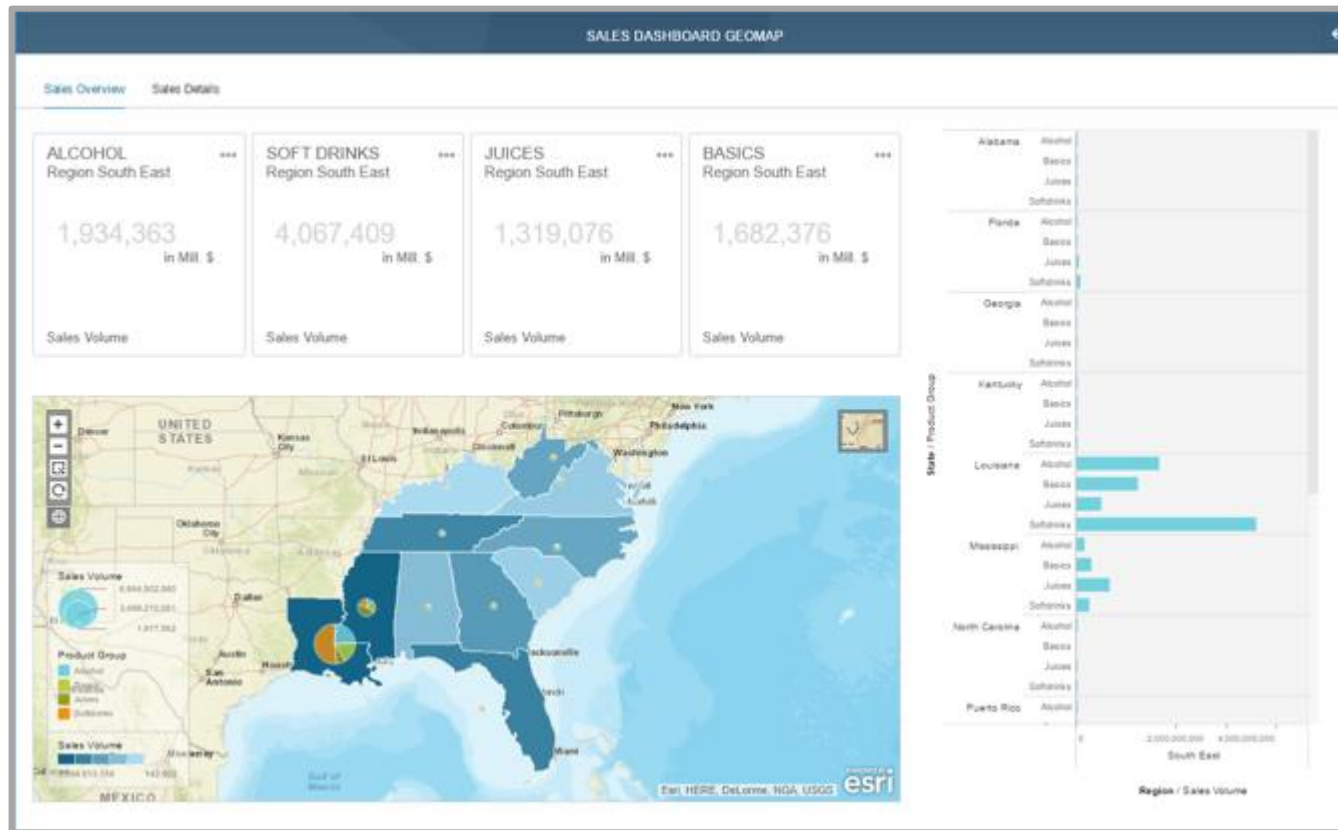 SALES DASHBOARD GEOMAP
Sales Overview Sales Details
ALCOHOL
Region South East
1,934,363
in Mill. $
Sales Volume
SOFT DRINKS
Region South East
4,067,409
in Mill. $
Sales Volume
JUICES
Region South East
1,319,076
in Mill. $
Sales Volume
BASICS
Region South East
1,682,376
in Mill. $
Sales Volume
UNITED
STATES
Denver
Kansas
City
St Louis
Indianapolis
Cincinnati
Pittsburgh
New York
Philadelphia
Washington
Oklahoma
City
Dallas
Austin
San
Antonio
Jacksonville
Miami
Monterrey
Gulf of
Mexico
MÉXICO
Sales Volume
Product Group
Alcohol
Softdrinks
Sales Volume
Esri, HERE, DeLorme, NGA, USGS
esri
State / Product Group
Alabama Alcohol
Basics
Juices
Softdrinks
Florida Alcohol
Basics
Juices
Softdrinks
Georgia Alcohol
Basics
Juices
Softdrinks
Kentucky Alcohol
Basics
Juices
Softdrinks
Louisiana Alcohol
Basics
Juices
Softdrinks
Mississippi Alcohol
Basics
Juices
Softdrinks
North Carolina Alcohol
Basics
Juices
Softdrinks
Puerto Rico Alcohol
0 2,000,000,000 4,000,000,000
South East
Region / Sales Volume